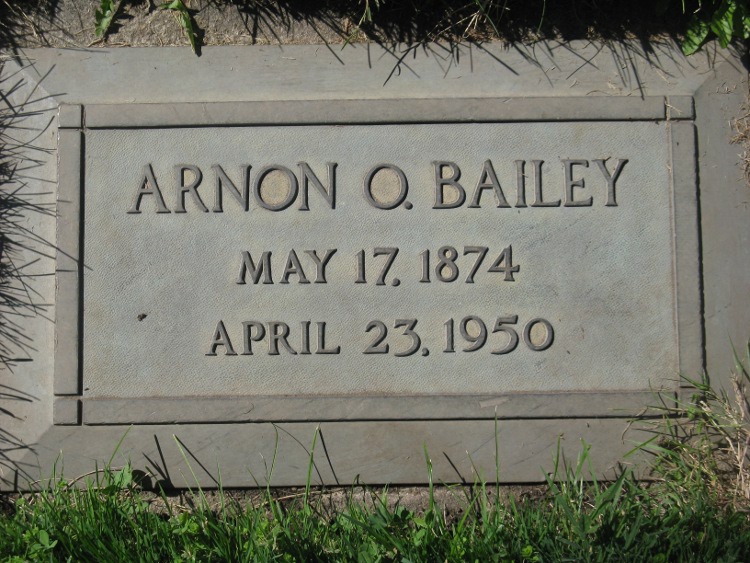 ARNON O. BAILEY
MAY 17. 1874
APRIL 23. 1950